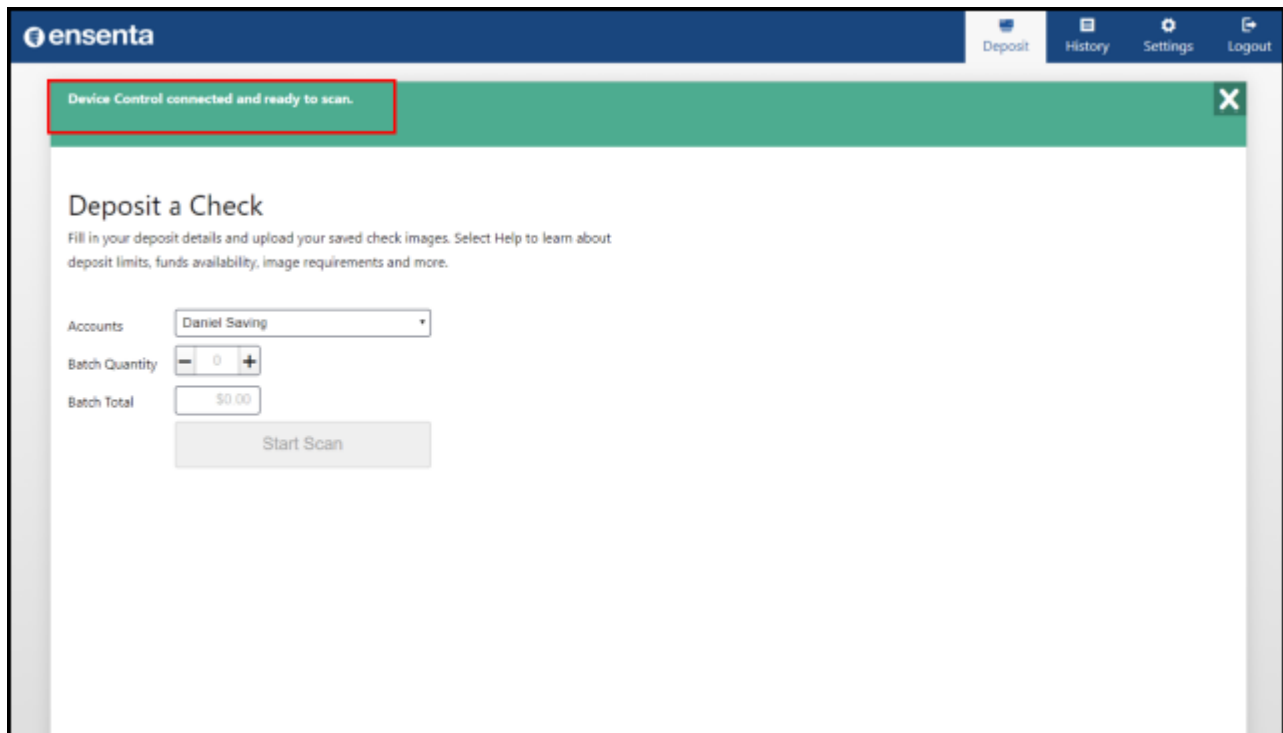 ensenta
Deposit
History
Settings
Logout
Device Control connected and ready to scan.
Deposit a Check
Fill in your deposit details and upload your saved check images. Select Help to learn about
deposit limits, funds availability, image requirements and more.
Accounts
Daniel Saving
Batch Quantity
0
Batch Total
$0.00
Start Scan